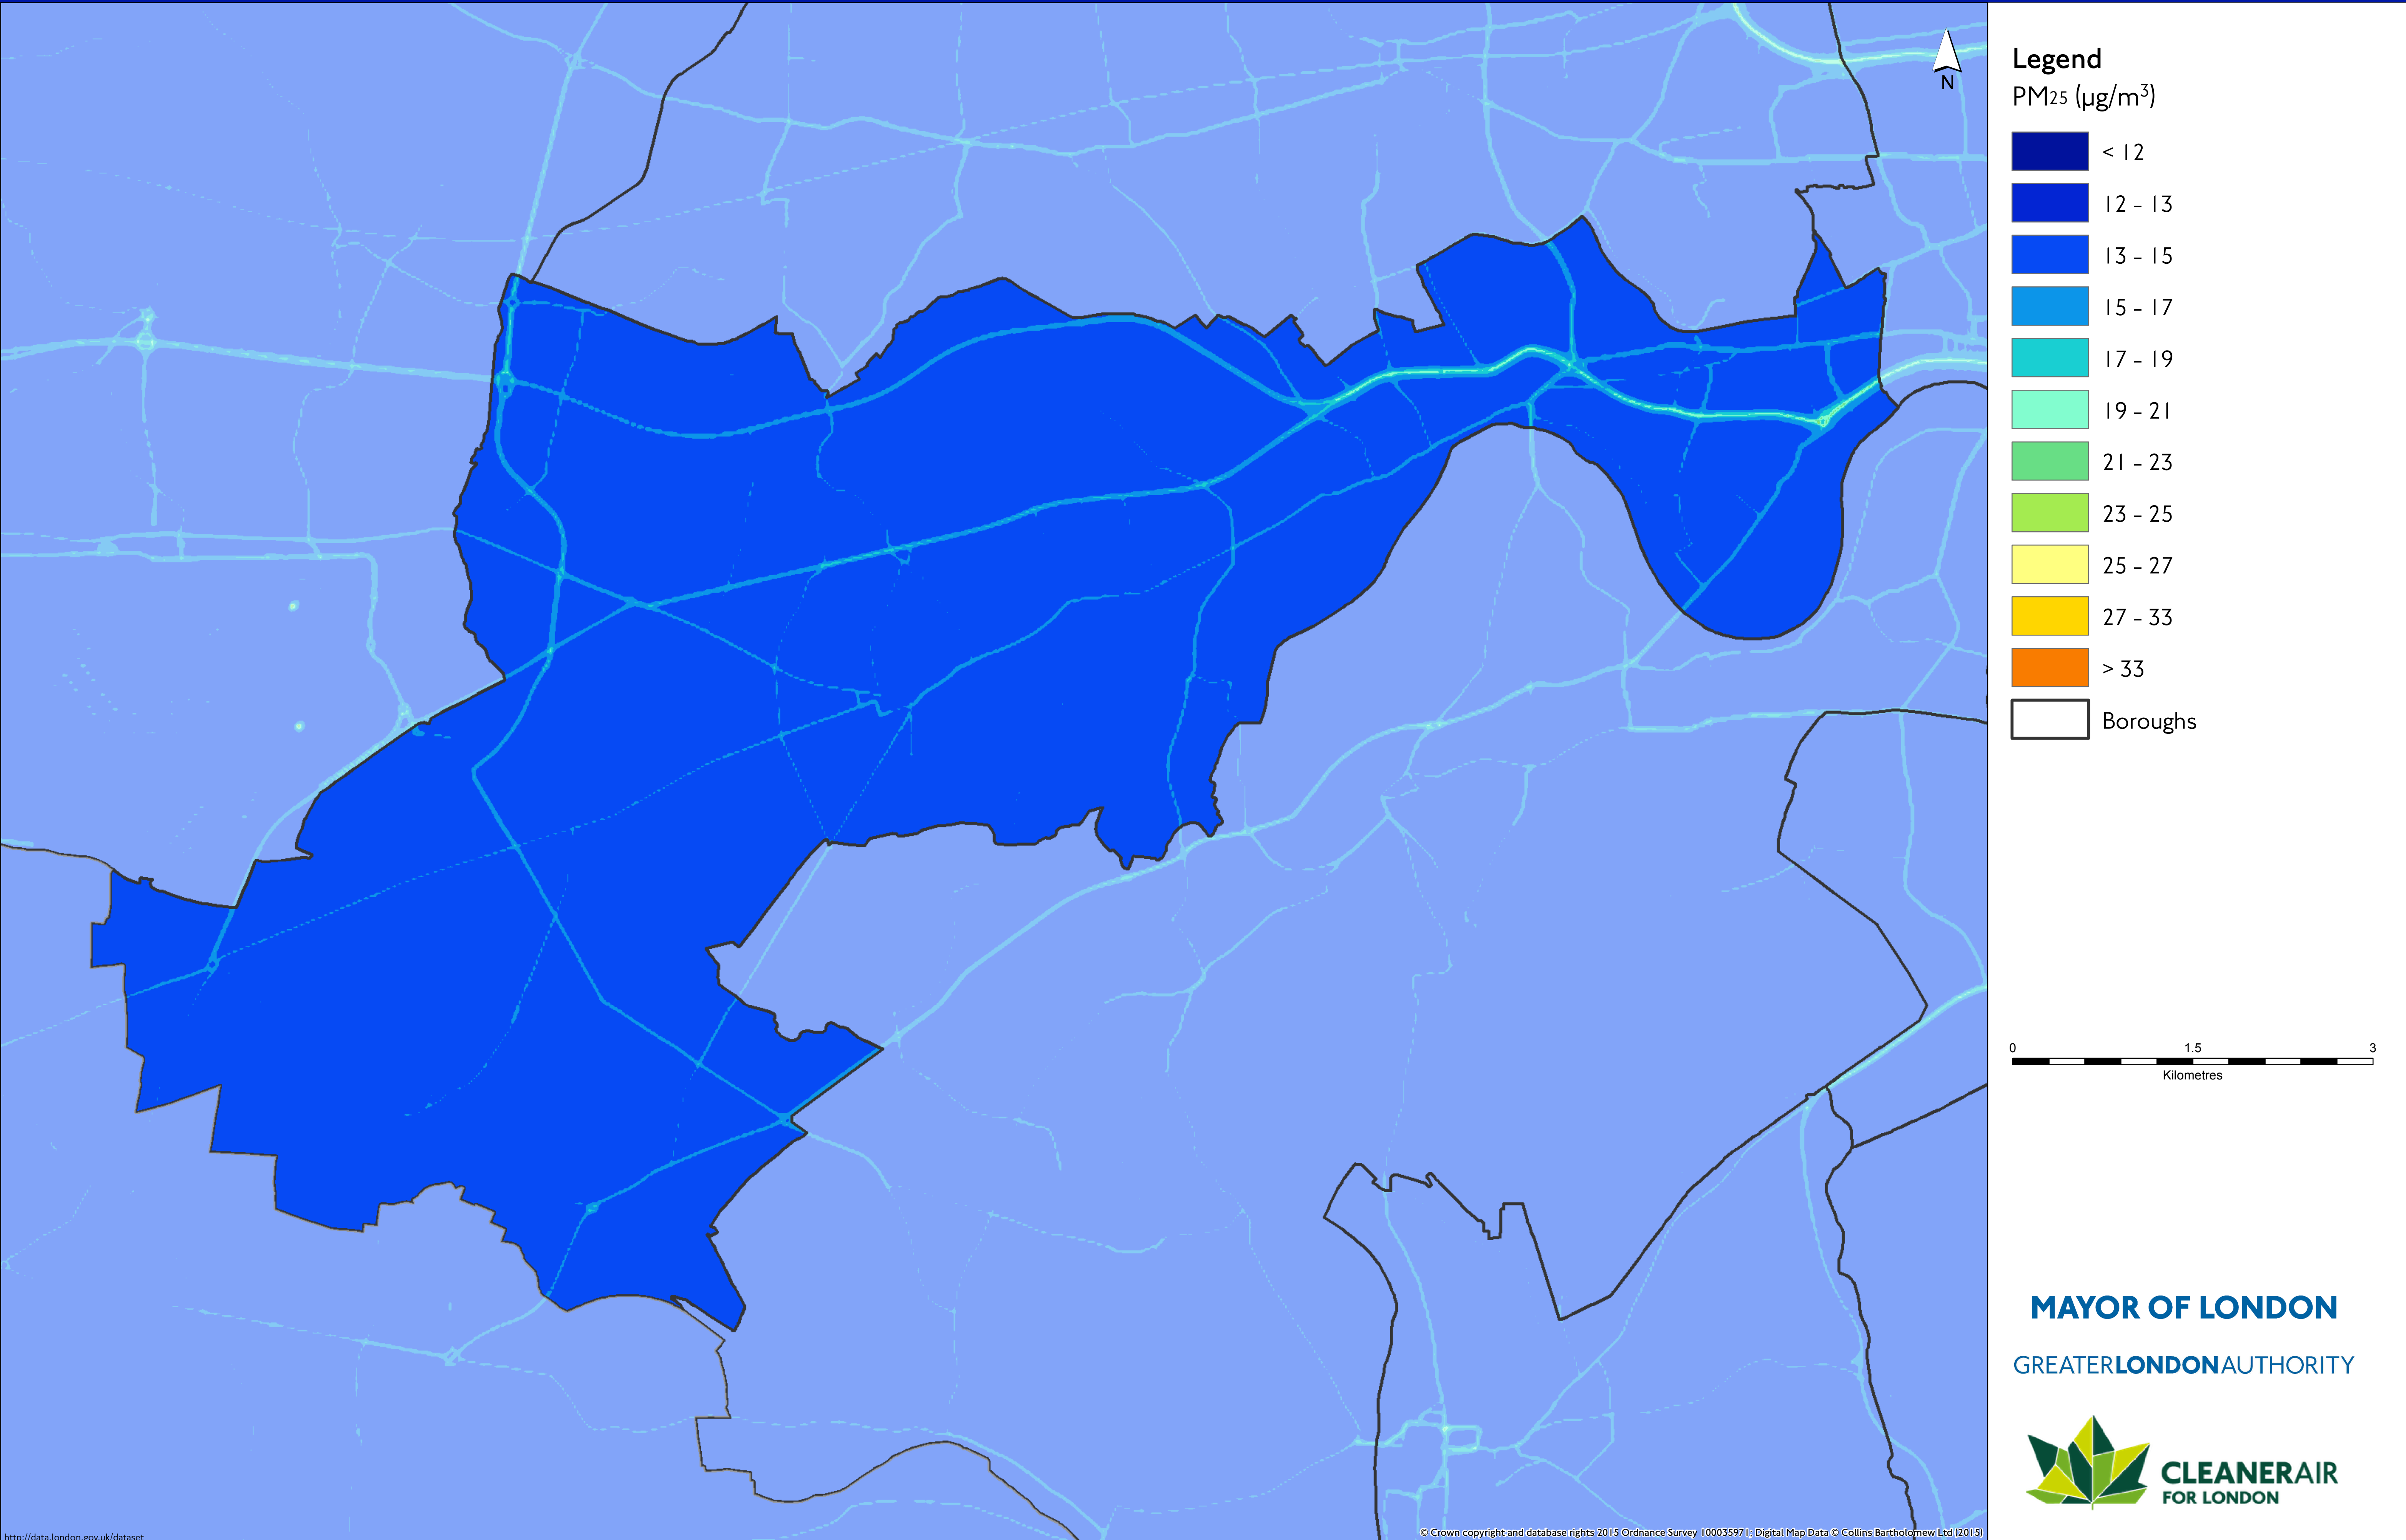 N
Legend
PM25 (µg/m3)
< 12
12 - 13
13 - 15
15 - 17
17 - 19
19 - 21
21 - 23
23 - 25
25 - 27
27 - 33
> 33
Boroughs
0 1.5 3
Kilometres
MAYOR OF LONDON
GREATERLONDONAUTHORITY
CLEANERAIR
FOR LONDON
http://data.london.gov.uk/dataset
© Crown copyright and database rights 2015 Ordnance Survey 100035971; Digital Map Data © Collins Bartholomew Ltd (2015)